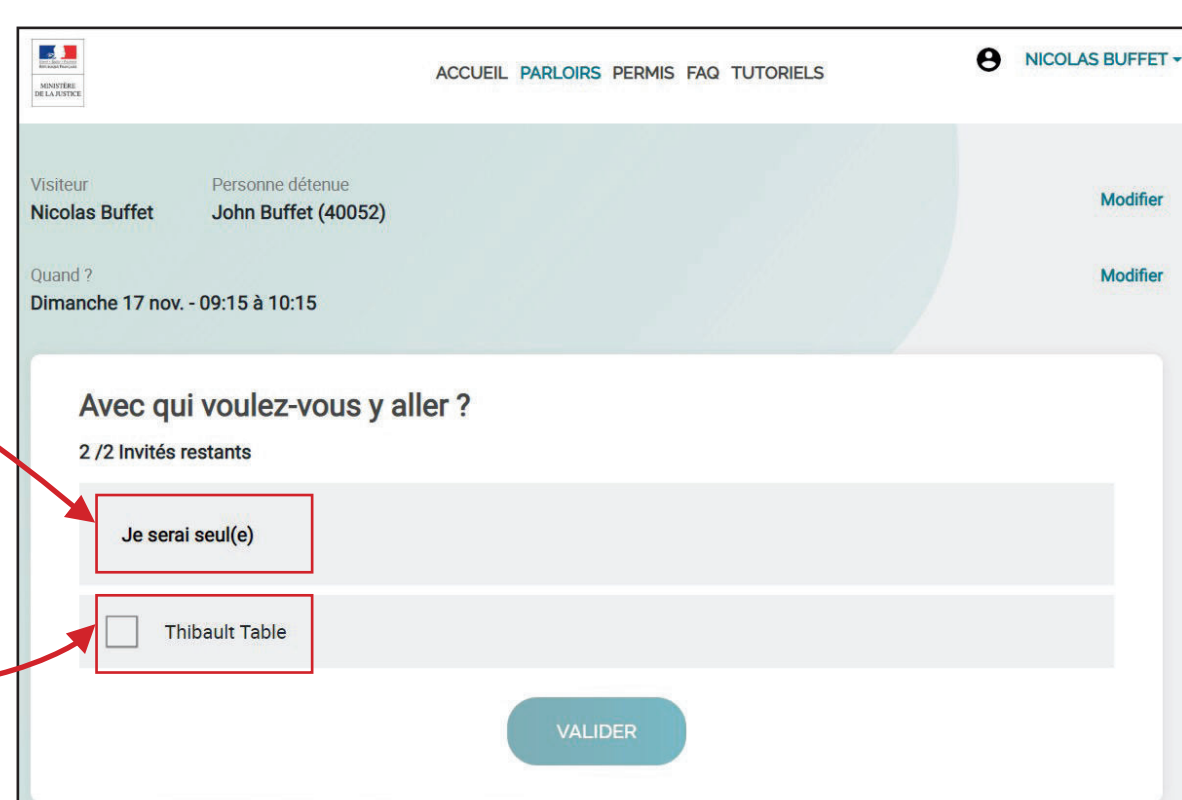 MINISTÈRE
DE LA JUSTICE
ACCUEIL PARLOIRS PERMIS FAQ TUTORIELS
NICOLAS BUFFET
Visiteur Personne détenue
Nicolas Buffet John Buffet (40052) Modifier
Quand ? Modifier
Dimanche 17 nov. - 09:15 à 10:15
Avec qui voulez-vous y aller ?
2 /2 Invités restants
Je serai seul(e)
Thibault Table
VALIDER